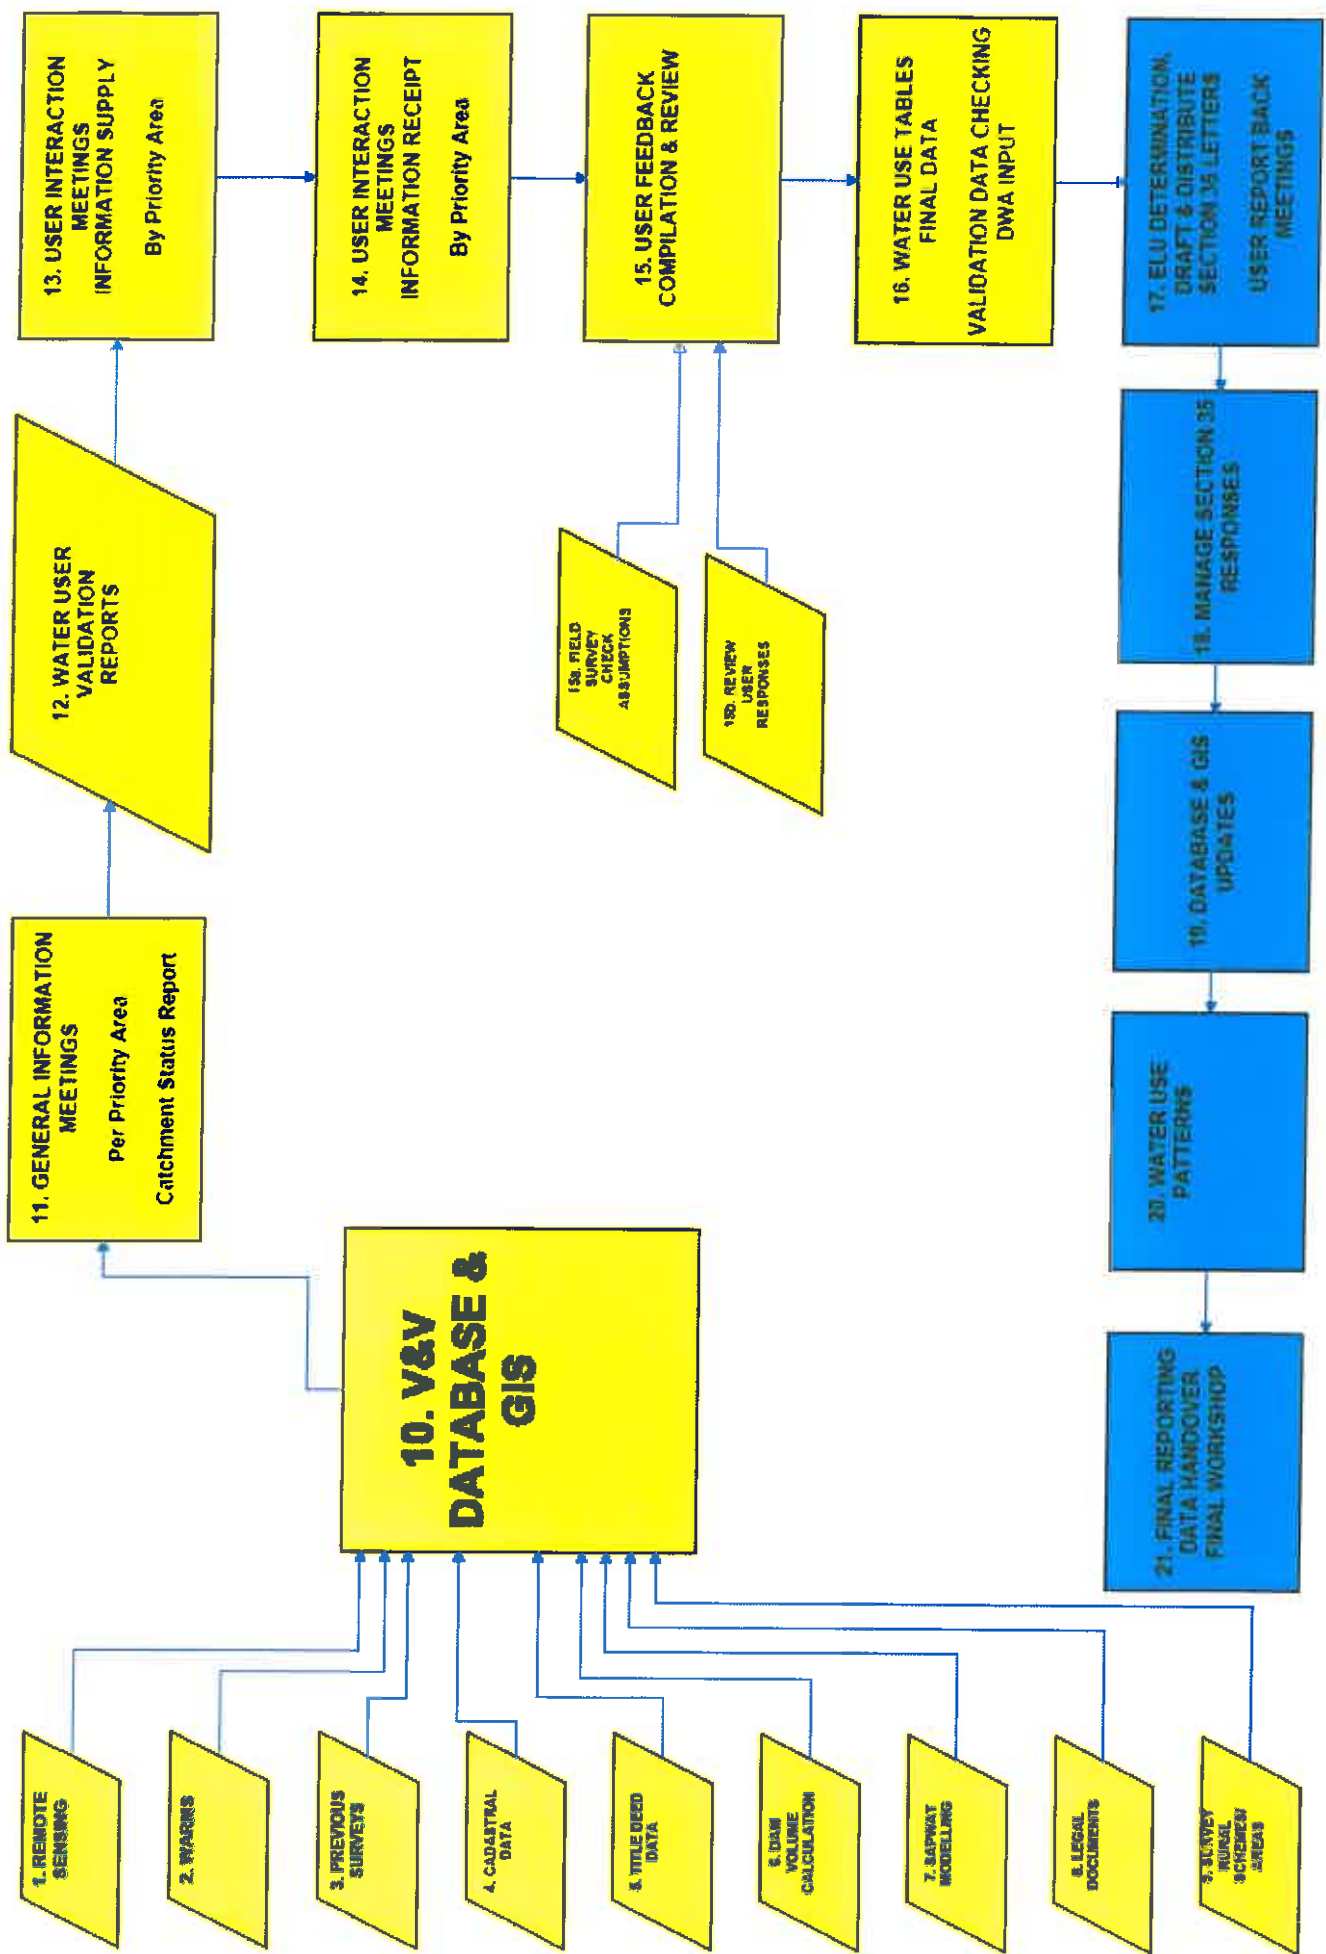 1. REMOTE
SENSING
2. WARMS
3. PREVIOUS
SURVEYS
4. CADASTRAL
DATA
5. TITLE DEED
DATA
6. DAM
VOLUME
CALCULATION
7. SAPWAT
MODELLING
8. LEGAL
DOCUMENTS
9. SURVEY
RURAL
SCHEMES/
AREAS
10. V&V
DATABASE &
GIS
11. GENERAL INFORMATION
MEETINGS
Per Priority Area
Catchment Status Report
12. WATER USER
VALIDATION
REPORTS
13. USER INTERACTION
MEETINGS
INFORMATION SUPPLY
By Priority Area
14. USER INTERACTION
MEETINGS
INFORMATION RECEIPT
By Priority Area
15. USER FEEDBACK
COMPILATION & REVIEW
15a. FIELD
SURVEY
CHECK
ASSUMPTIONS
15b. REVIEW
USER
RESPONSES
16. WATER USE TABLES
FINAL DATA
VALIDATION DATA CHECKING
DWA INPUT
17. ELU DETERMINATION,
DRAFT & DISTRIBUTE
SECTION 35 LETTERS
USER REPORT BACK
MEETINGS
18. MANAGE SECTION 35
RESPONSES
19. DATABASE & GIS
UPDATES
20. WATER USE
PATTERNS
21. FINAL REPORTING
DATA HANDOVER
FINAL WORKSHOP